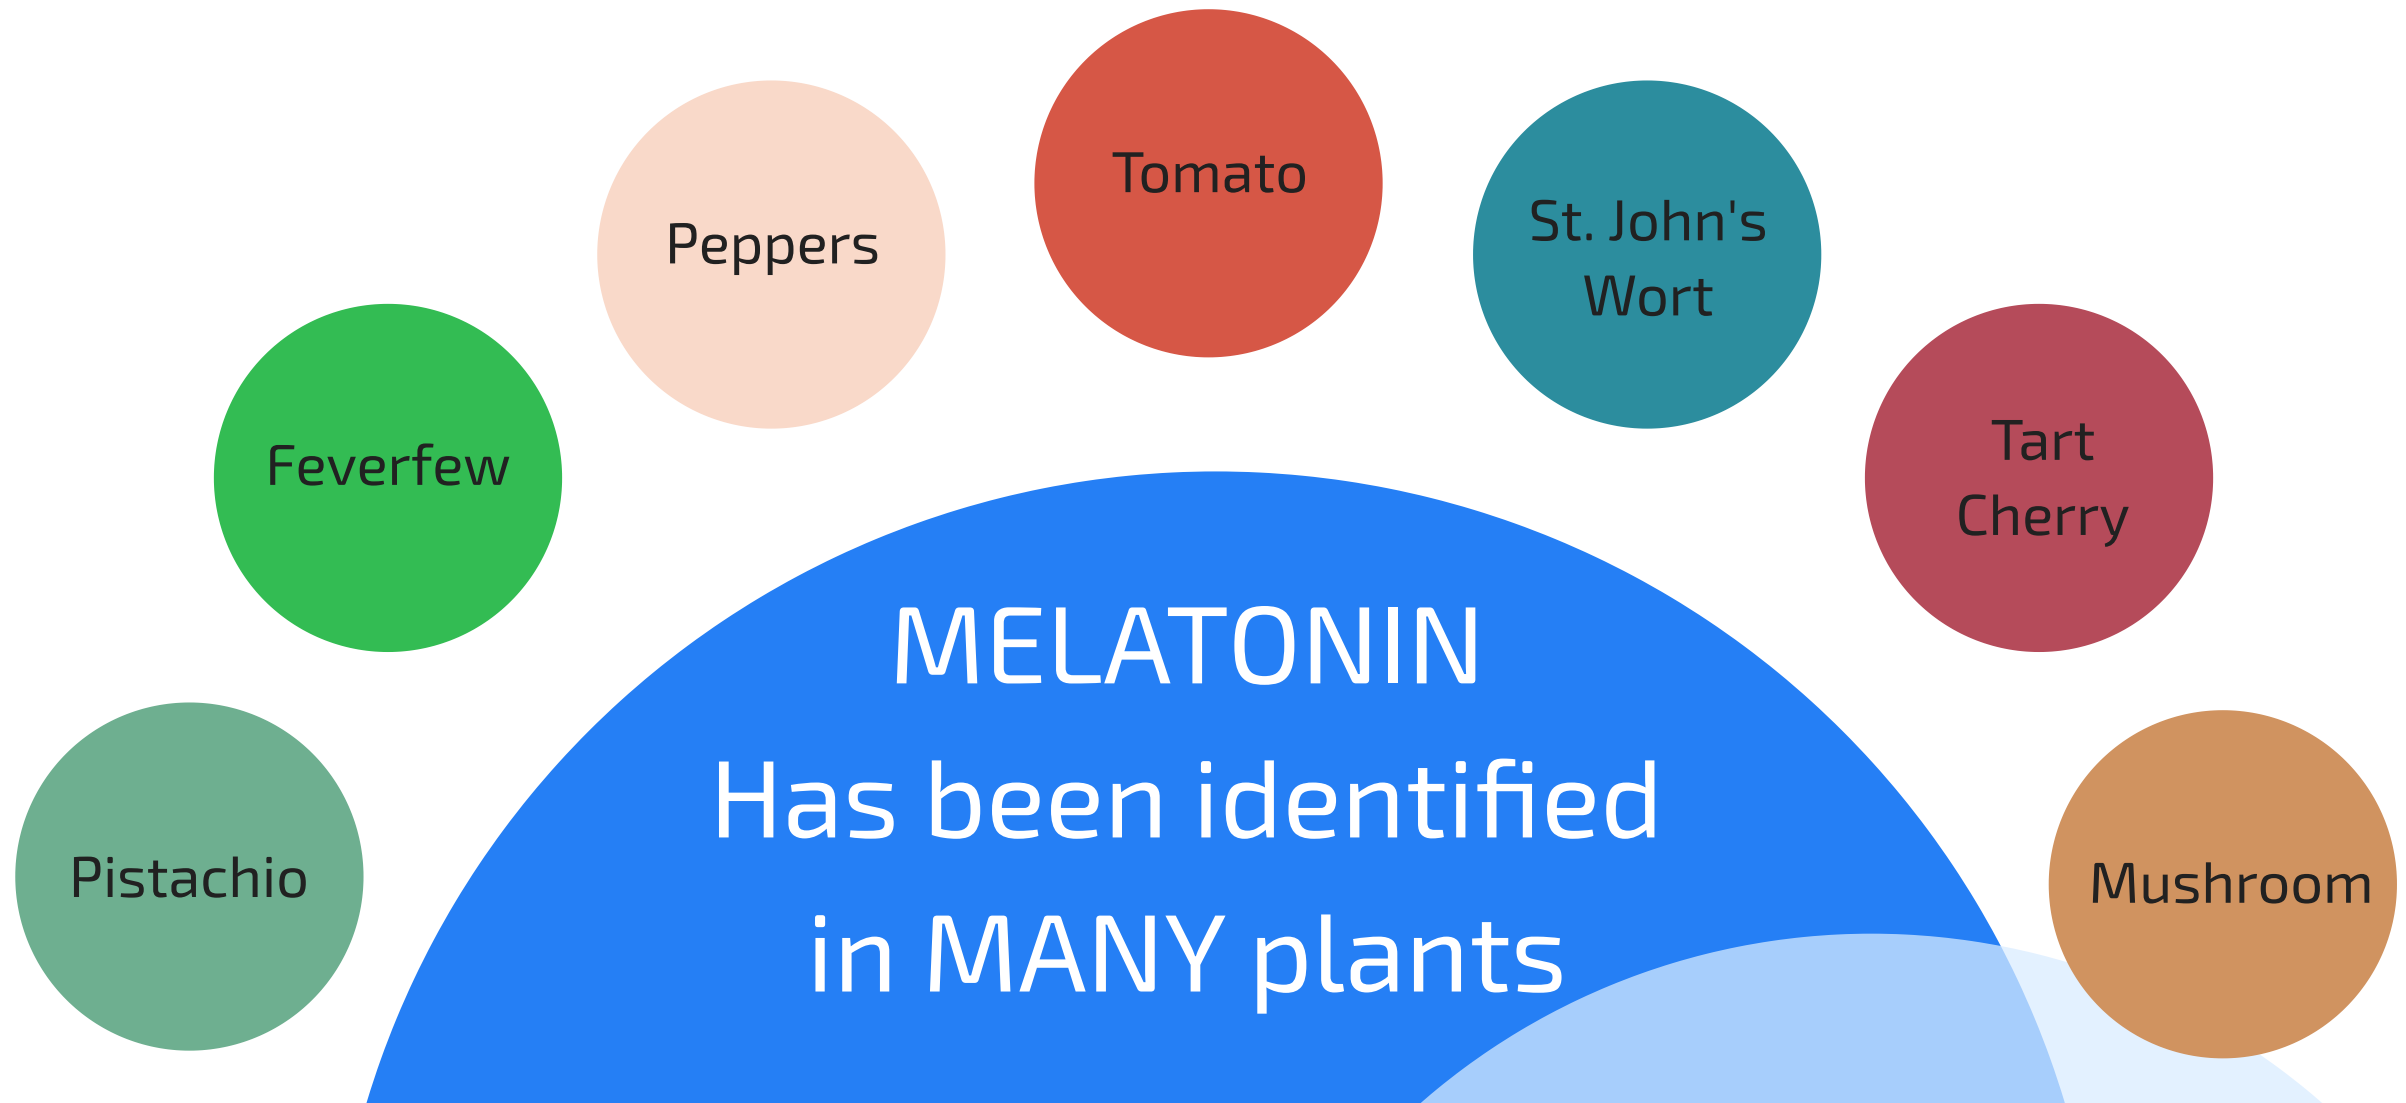 Tomato
Peppers
St. John's
Wort
Feverfew
Tart
Cherry
Pistachio
Mushroom
MELATONIN
Has been identified
in MANY plants